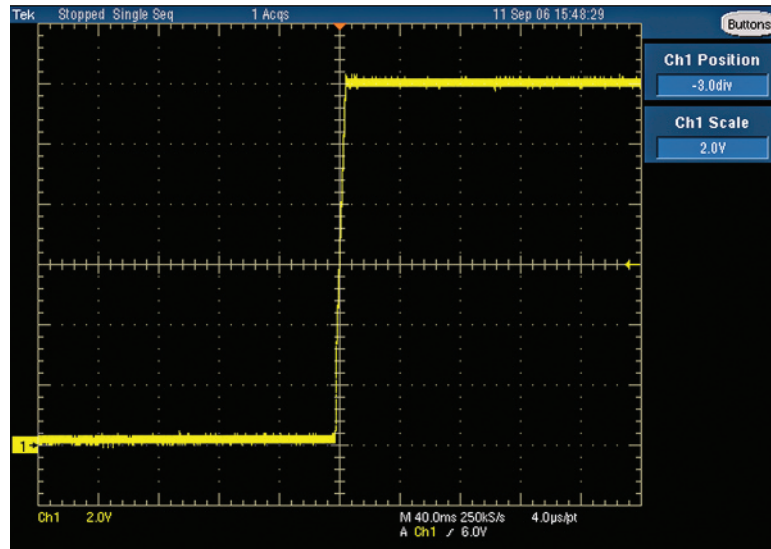 Tek Stopped Single Seq 1 Acqs 11 Sep 06 15:48:29
Buttons
Ch1 Position
-3.0div
Ch1 Scale
2.0V
1
Ch1 2.0V M 40.0ms 250kS/s 4.0µs/pt
A Ch1 / 6.0V